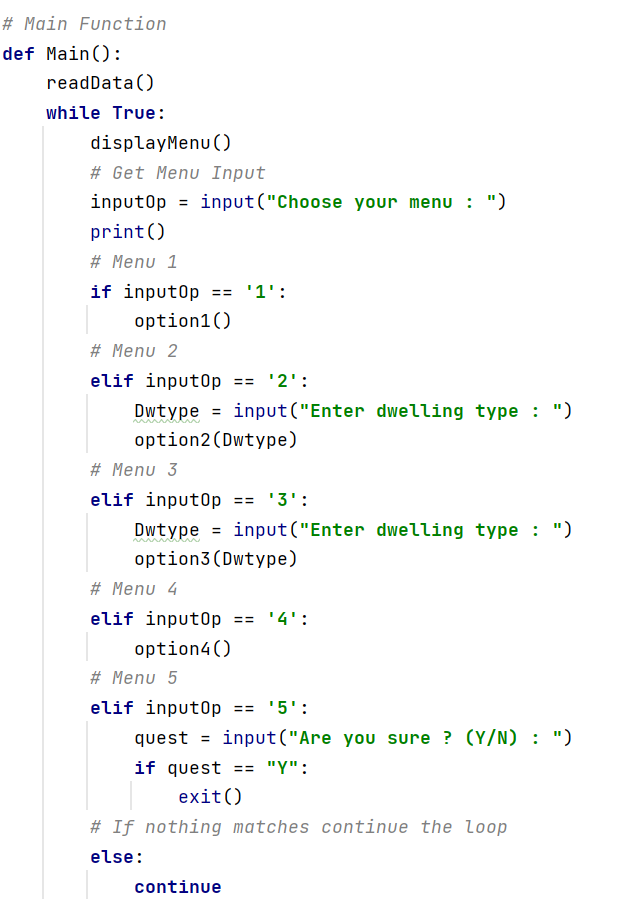 # Main Function
def Main():
    readData()
    while True:
        displayMenu()
        # Get Menu Input
        inputOp = input("Choose your menu : ")
        print()
        # Menu 1
        if inputOp == '1':
            option1()
        # Menu 2
        elif inputOp == '2':
            Dwtype = input("Enter dwelling type : ")
            option2(Dwtype)
        # Menu 3
        elif inputOp == '3':
            Dwtype = input("Enter dwelling type : ")
            option3(Dwtype)
        # Menu 4
        elif inputOp == '4':
            option4()
        # Menu 5
        elif inputOp == '5':
            quest = input("Are you sure ? (Y/N) : ")
            if quest == "Y":
                exit()
        # If nothing matches continue the loop
        else:
            continue